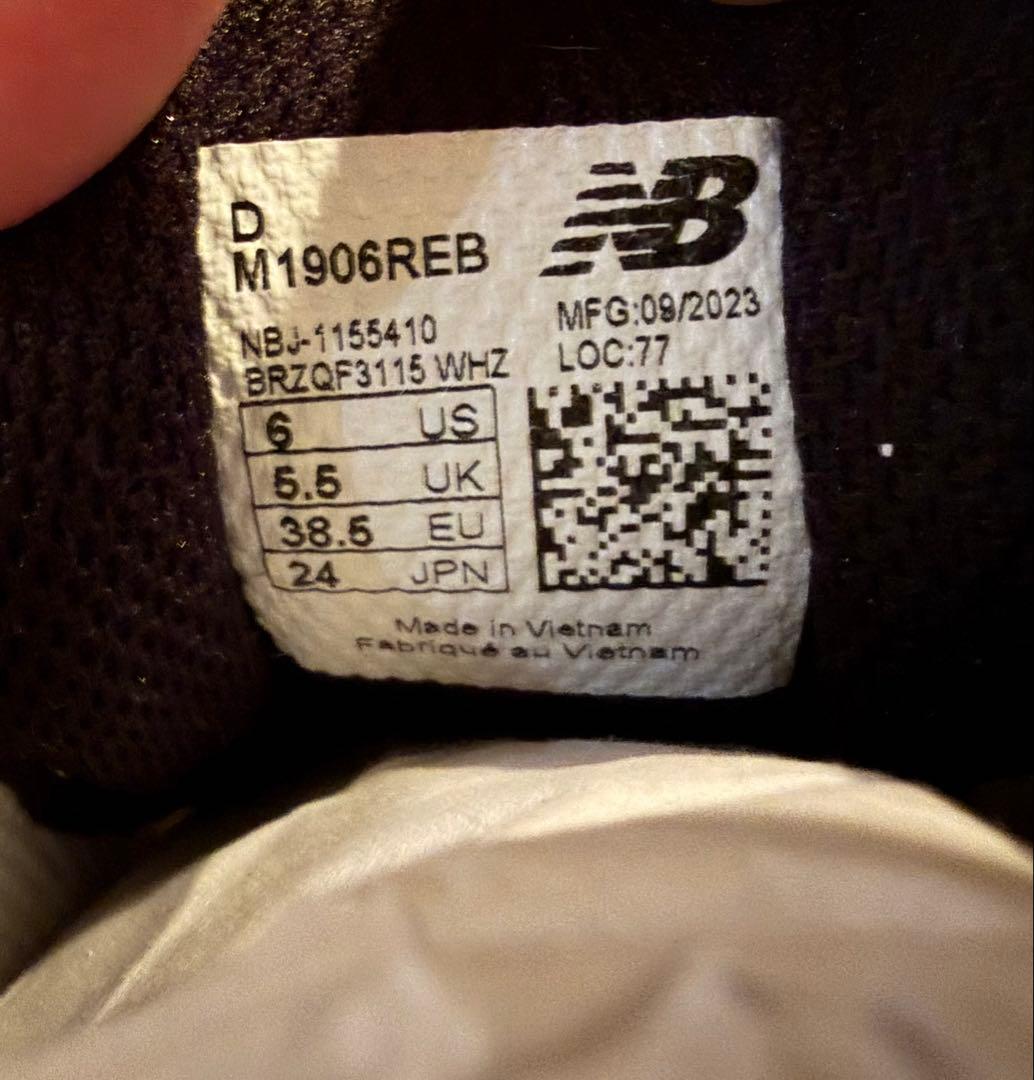 D
M1906REB
NB
NBJ-1155410
BRZQF3115 WHZ
MFG:09/2023
LOC:77
6 US
5.5 UK
38.5 EU
24 JPN
Made in Vietnam
Fabriqué au Vietnam